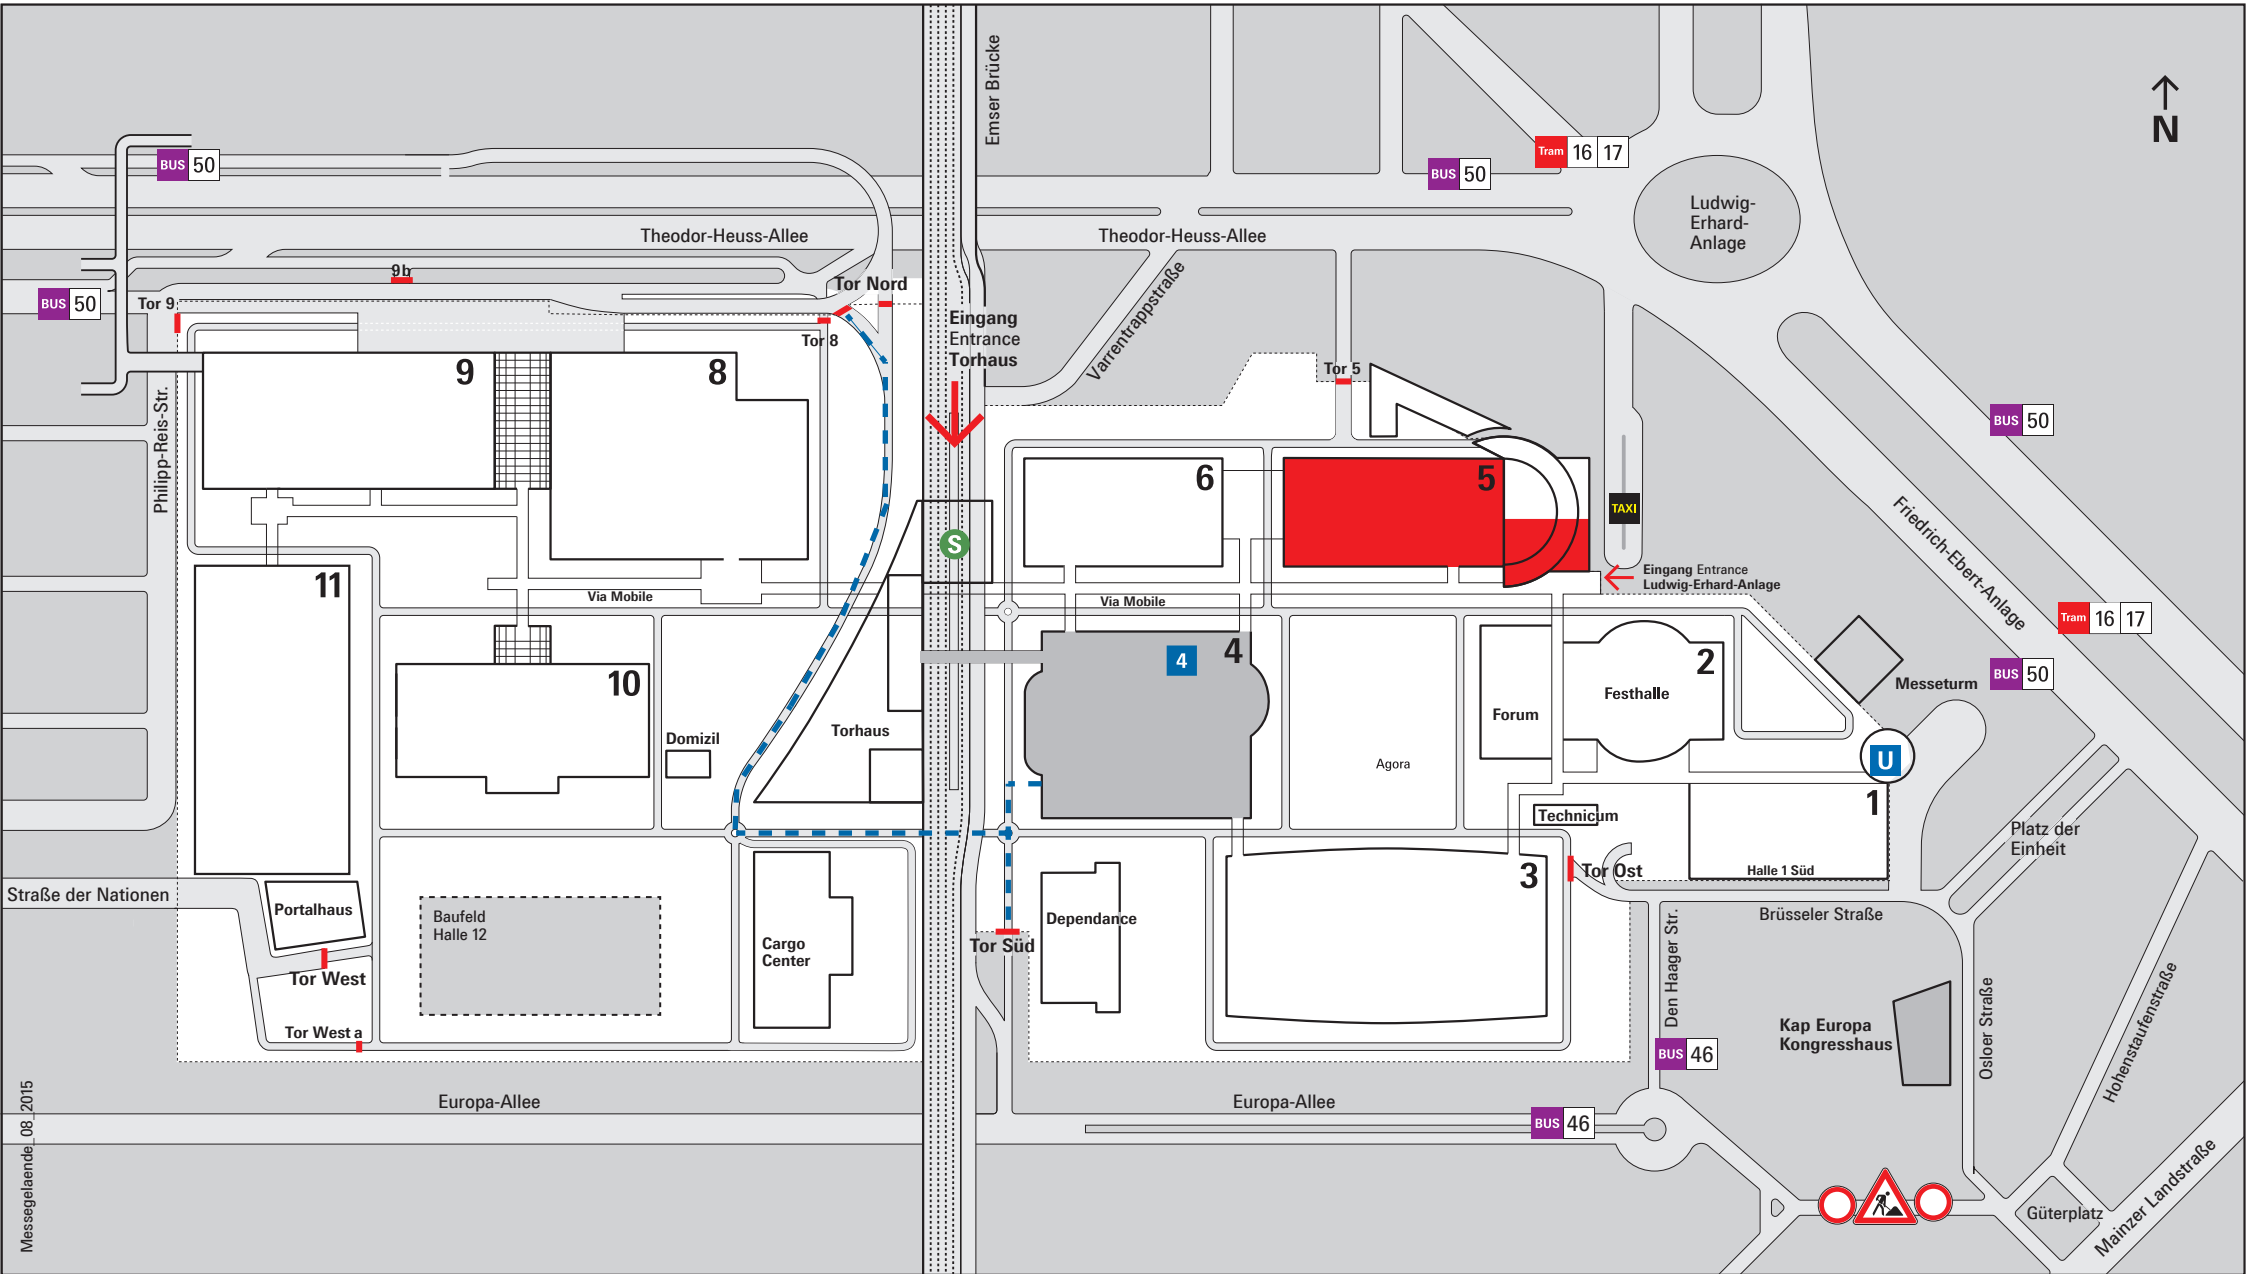 Emser Brücke
N
BUS 50
Tram 16 17
BUS 50
Ludwig-
Erhard-
Anlage
Theodor-Heuss-Allee
Theodor-Heuss-Allee
9b
Tor Nord
BUS 50
Tor 9
Tor 8
Eingang
Entrance
Torhaus
Varrentrappstraße
Tor 5
9
8
Philipp-Reis-Str.
BUS 50
6
5
TAXI
Friedrich-Ebert-Anlage
S
Eingang Entrance
Ludwig-Erhard-Anlage
11
Via Mobile
Via Mobile
Tram 16 17
4
4
2
10
Festhalle
Messeturm
BUS 50
Forum
Torhaus
Domizil
Agora
U
1
Technicum
Platz der
Einheit
3
Tor Ost
Halle 1 Süd
Straße der Nationen
Portalhaus
Baufeld
Halle 12
Cargo
Center
Tor Süd
Dependance
Brüsseler Straße
Den Haager Str.
Tor West
Tor West a
Kap Europa
Kongresshaus
Osloer Straße
Hohenstaufenstraße
BUS 46
Europa-Allee
Europa-Allee
BUS 46
Messegelaende_08_2015
Güterplatz
Mainzer Landstraße